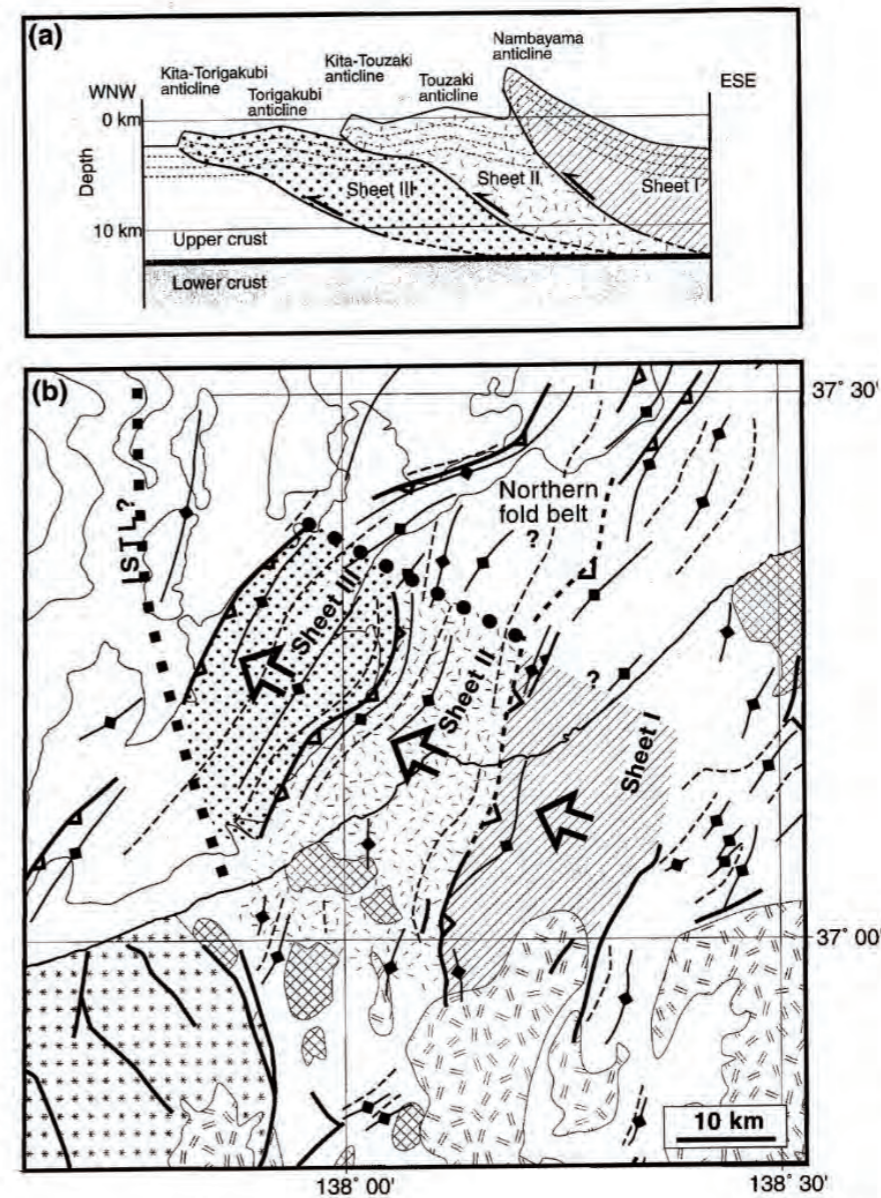 (a)
WNW
Kita-Torigakubi
anticline
Torigakubi
anticline
Kita-Touzaki
anticline
Touzaki
anticline
Nambayama
anticline
ESE
0 km
Depth
10 km
Sheet III
Sheet II
Sheet I
Upper crust
Lower crust
(b)
37° 30'
ISTL?
Northern
fold belt
?
Sheet III
Sheet II
?
Sheet I
37° 00'
10 km
138° 00'
138° 30'